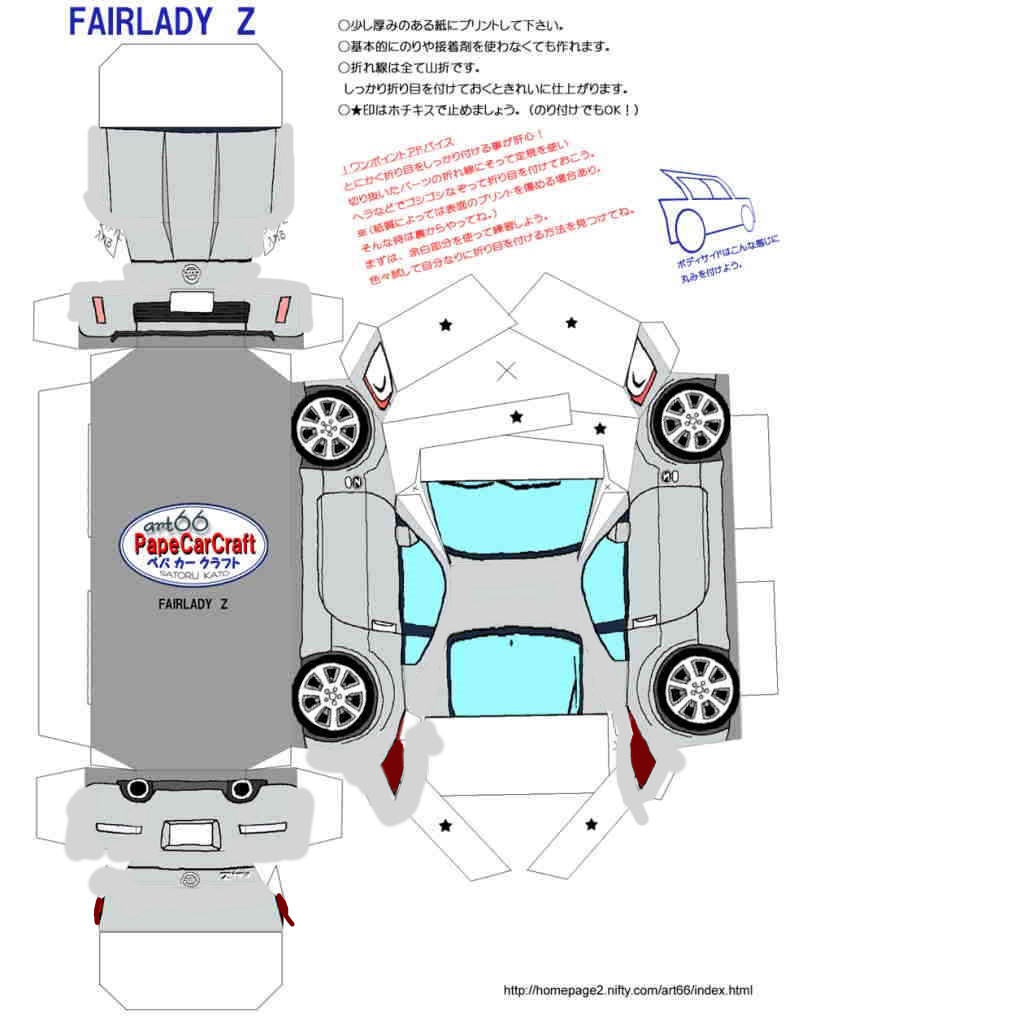 FAIRLADY Z
○少し厚みのある紙にプリントして下さい。
○基本的にのりや接着剤を使わなくても作れます。
○折れ線は全て山折です。
しっかり折り目を付けておくときれいに仕上がります。
○★印はホチキスで止めましょう。（のり付けでもOK！）
！ワンポイントアドバイス
とにかく折り目をしっかり付ける事が肝心！
切り抜いたパーツの折れ線にそって定規を使い
ヘラなどでゴシゴシなぞって折り目を付けておこう。
※（紙質によっては表面のプリントを傷める場合あり。
そんな時は裏からやってね。）
まずは、余白部分を使って練習しよう。
色々試して自分なりに折り目を付ける方法を見つけてね。
ボディサイドはこんな感じに
丸みを付けよう。
art66
PapeCarCraft
ペパ カー クラフト
SATORU KATO
FAIRLADY Z
http://homepage2.nifty.com/art66/index.html